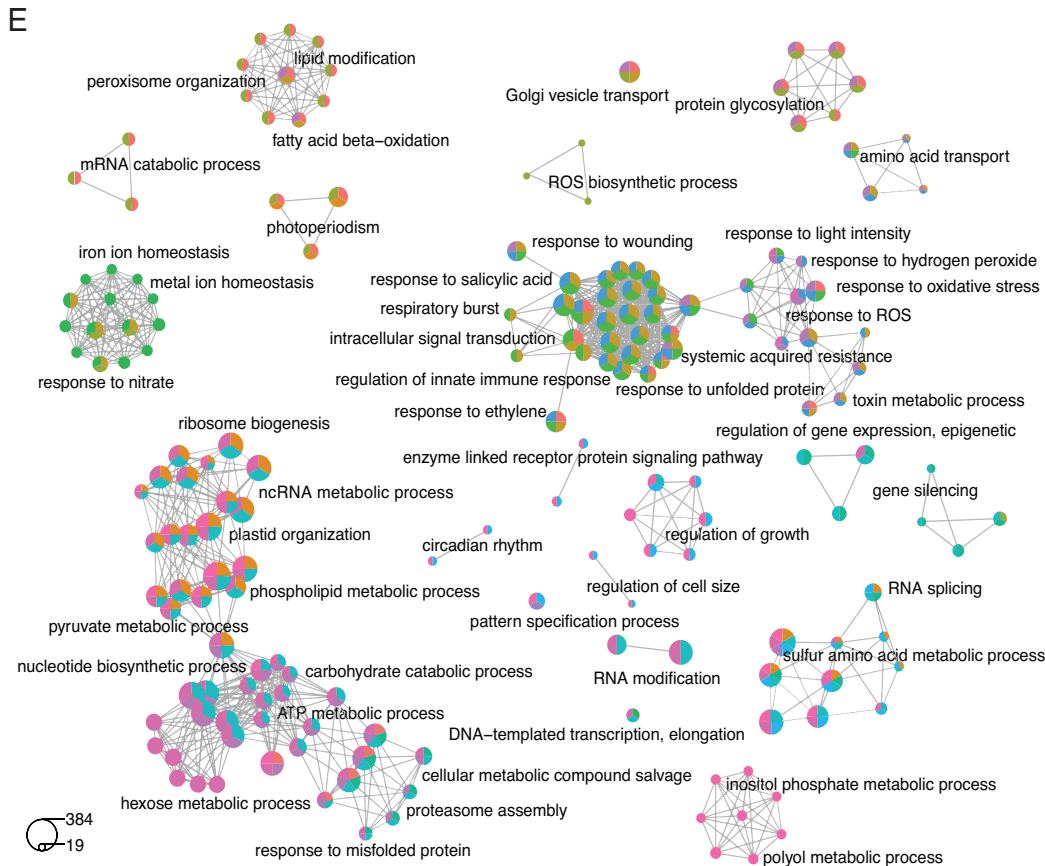 E
lipid modification
peroxisome organization
Golgi vesicle transport
protein glycosylation
fatty acid beta−oxidation
mRNA catabolic process
amino acid transport
ROS biosynthetic process
photoperiodism
response to wounding
response to light intensity
iron ion homeostasis
response to hydrogen peroxide
metal ion homeostasis
response to salicylic acid
response to oxidative stress
respiratory burst
response to ROS
intracellular signal transduction
systemic acquired resistance
response to nitrate
regulation of innate immune response
response to unfolded protein
toxin metabolic process
response to ethylene
ribosome biogenesis
regulation of gene expression, epigenetic
enzyme linked receptor protein signaling pathway
ncRNA metabolic process
gene silencing
plastid organization
regulation of growth
circadian rhythm
phospholipid metabolic process
regulation of cell size
RNA splicing
pattern specification process
pyruvate metabolic process
sulfur amino acid metabolic process
nucleotide biosynthetic process
carbohydrate catabolic process
RNA modification
ATP metabolic process
DNA−templated transcription, elongation
cellular metabolic compound salvage
inositol phosphate metabolic process
hexose metabolic process
proteasome assembly
384
19
response to misfolded protein
polyol metabolic process